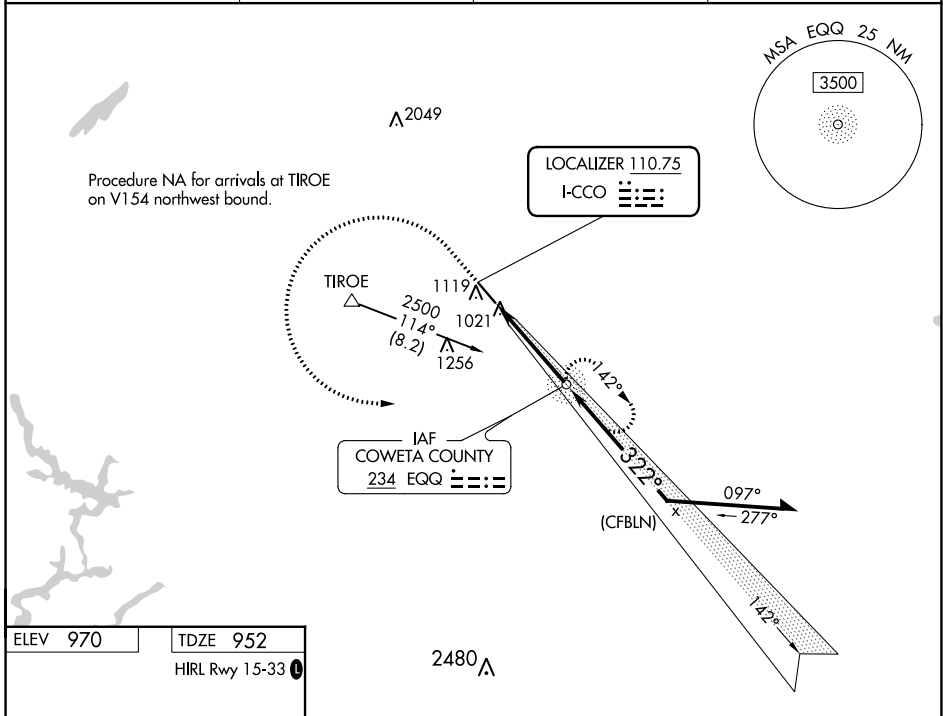 MSA EQQ 25 NM
3500
2049
Procedure NA for arrivals at TIROE
on V154 northwest bound.
LOCALIZER 110.75
I-CCO
TIROE
2500
114°
(8.2)
1119
1021
1256
142°
IAF
COWETA COUNTY
234 EQQ
322°
097°
277°
(CFBLN)
x
142°
ELEV 970
TDZE 952
HIRL Rwy 15-33 L
2480